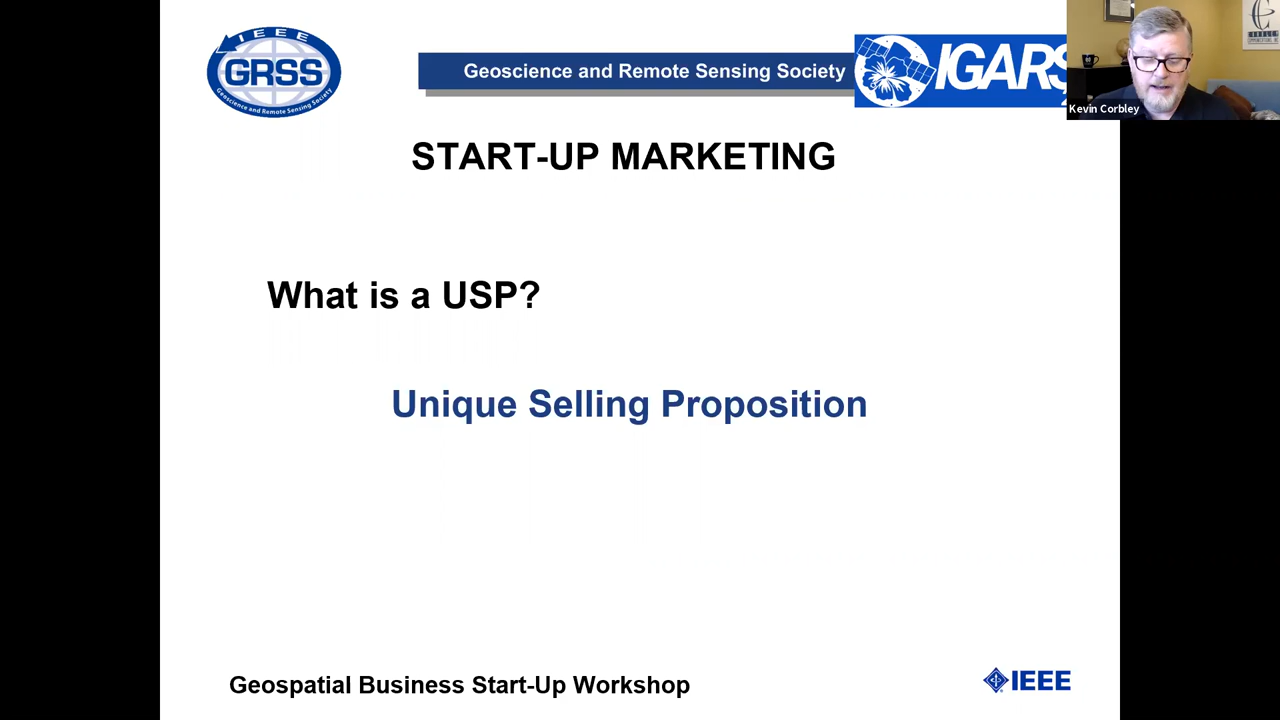 IEEE
GRSS
Geoscience and Remote Sensing Society
Geoscience and Remote Sensing Society
IGARS
Kevin Corbley
START-UP MARKETING
What is a USP?
Unique Selling Proposition
Geospatial Business Start-Up Workshop
IEEE